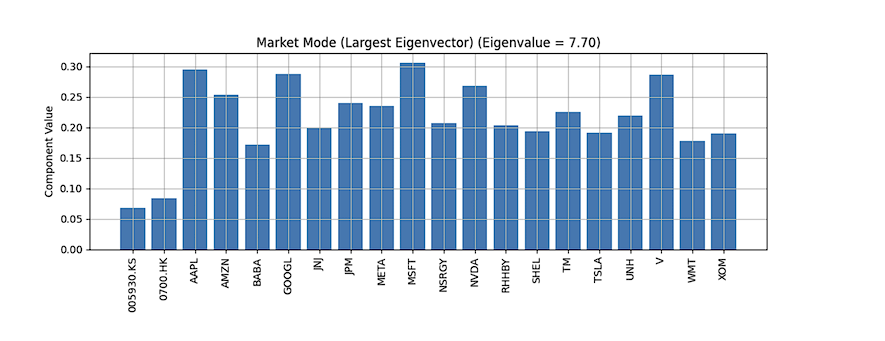 Market Mode (Largest Eigenvector) (Eigenvalue = 7.70)
Component Value
0.30
0.25
0.20
0.15
0.10
0.05
0.00
005930.KS
0700.HK
AAPL
AMZN
BABA
GOOGL
JNJ
JPM
META
MSFT
NSRGY
NVDA
RHHBY
SHEL
TM
TSLA
UNH
V
WMT
XOM